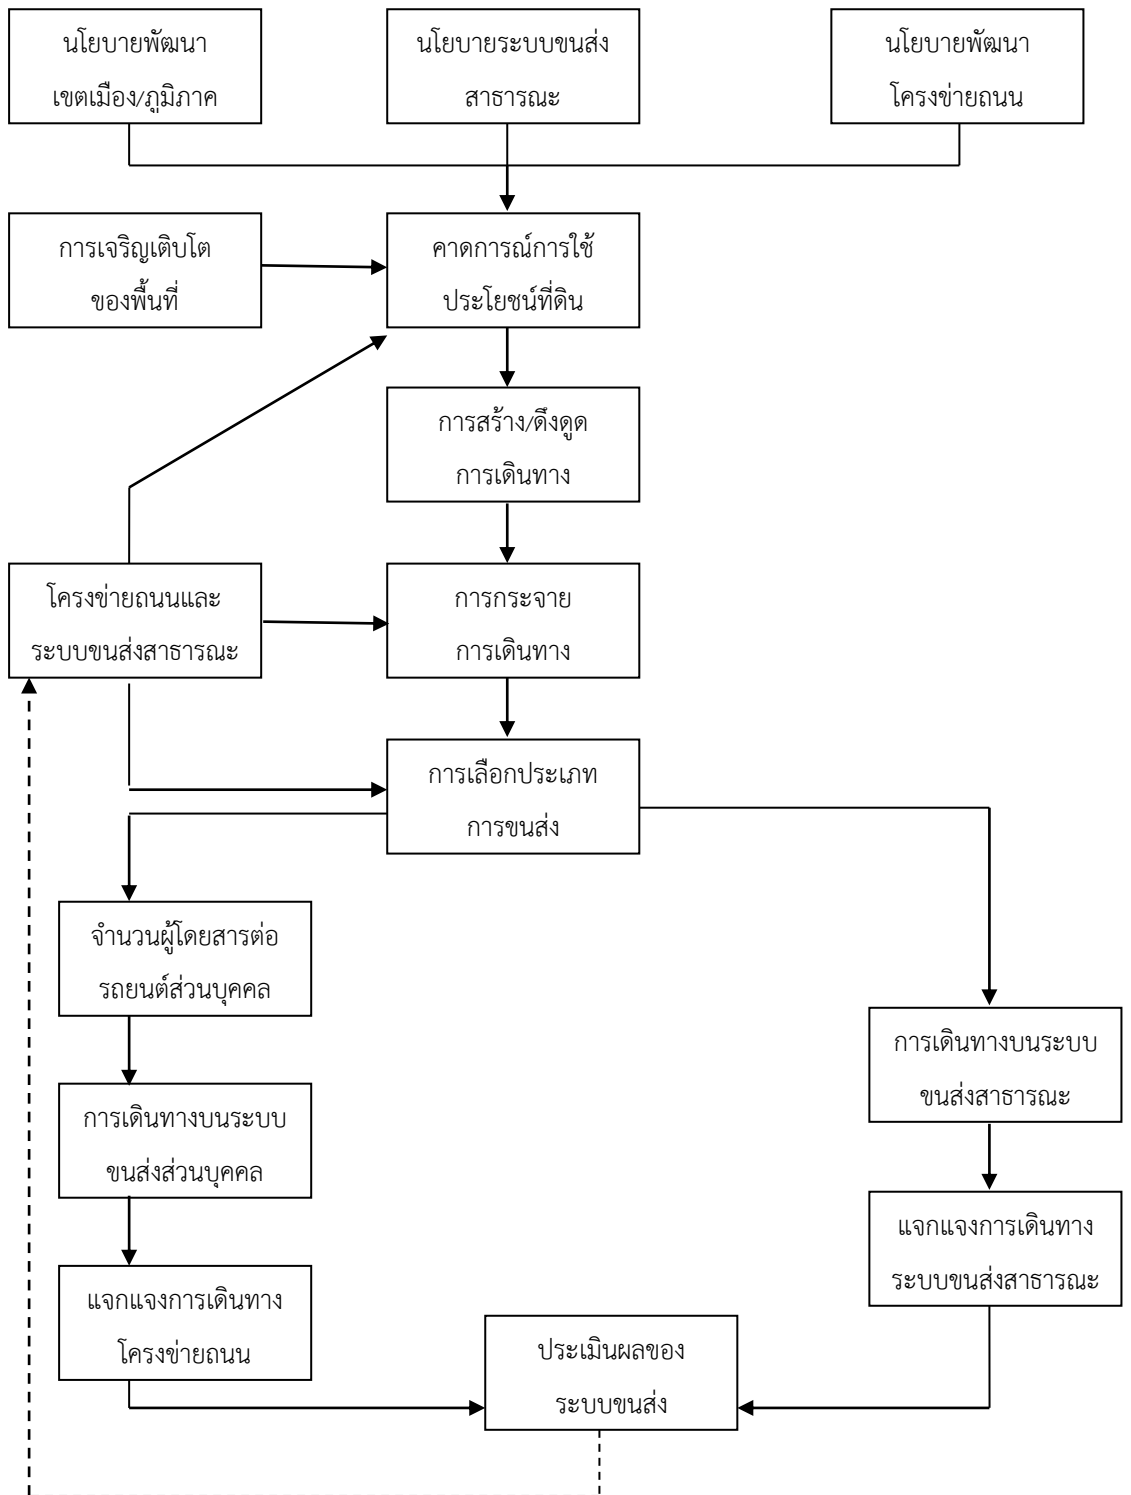 นโยบายพัฒนา
เขตเมือง/ภูมิภาค
นโยบายระบบขนส่ง
สาธารณะ
นโยบายพัฒนา
โครงข่ายถนน
การเจริญเติบโต
ของพื้นที่
คาดการณ์การใช้
ประโยชน์ที่ดิน
การสร้าง/ดึงดูด
การเดินทาง
โครงข่ายถนนและ
ระบบขนส่งสาธารณะ
การกระจาย
การเดินทาง
การเลือกประเภท
การขนส่ง
จำนวนผู้โดยสารต่อ
รถยนต์ส่วนบุคคล
การเดินทางบนระบบ
ขนส่งสาธารณะ
การเดินทางบนระบบ
ขนส่งส่วนบุคคล
แจกแจงการเดินทาง
ระบบขนส่งสาธารณะ
แจกแจงการเดินทาง
โครงข่ายถนน
ประเมินผลของ
ระบบขนส่ง